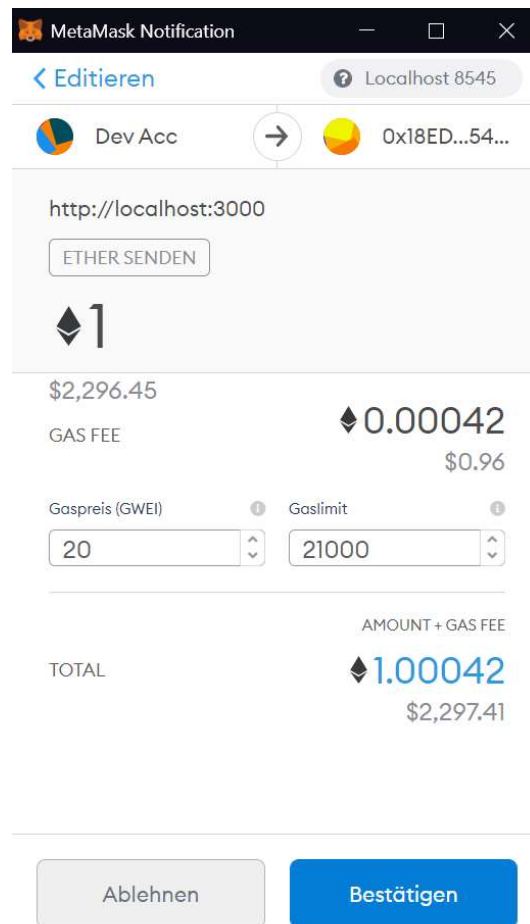 MetaMask Notification
Editieren
Localhost 8545
Dev Acc
0x18ED...54...
http://localhost:3000
ETHER SENDEN
1
$2,296.45
GAS FEE
0.00042
$0.96
Gaspreis (GWEI)
Gaslimit
20
21000
AMOUNT + GAS FEE
TOTAL
1.00042
$2,297.41
Ablehnen
Bestätigen